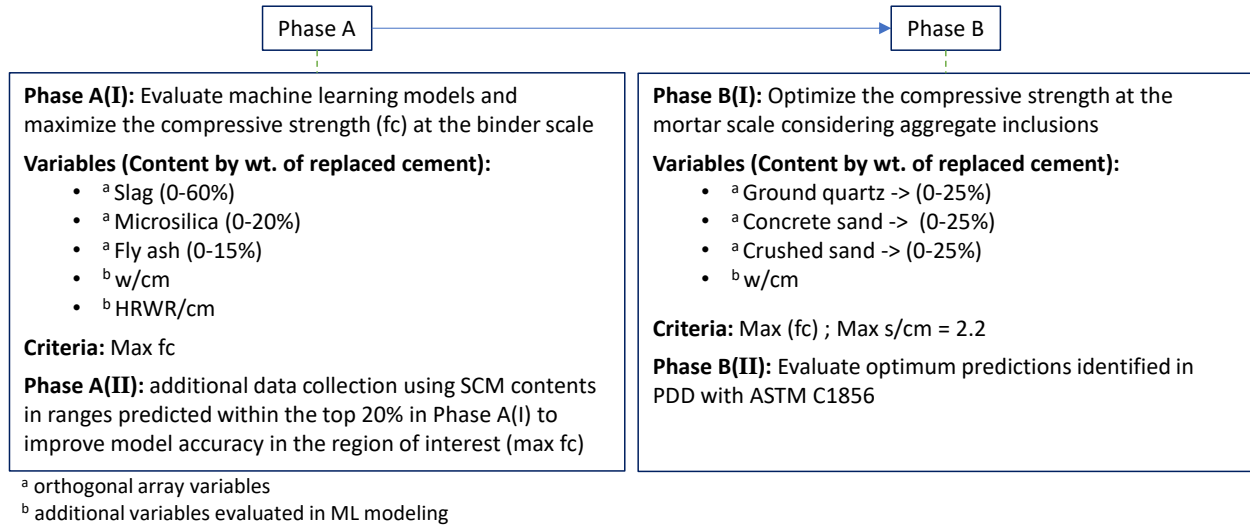 Phase A
Phase B
Phase A(I): Evaluate machine learning models and
maximize the compressive strength (fc) at the binder scale
Variables (Content by wt. of replaced cement):
• a Slag (0-60%)
• a Microsilica (0-20%)
• a Fly ash (0-15%)
• b w/cm
• b HRWR/cm
Criteria: Max fc
Phase A(II): additional data collection using SCM contents
in ranges predicted within the top 20% in Phase A(I) to
improve model accuracy in the region of interest (max fc)
Phase B(I): Optimize the compressive strength at the
mortar scale considering aggregate inclusions
Variables (Content by wt. of replaced cement):
• a Ground quartz -> (0-25%)
• a Concrete sand -> (0-25%)
• a Crushed sand -> (0-25%)
• b w/cm
Criteria: Max (fc) ; Max s/cm = 2.2
Phase B(II): Evaluate optimum predictions identified in
PDD with ASTM C1856
a orthogonal array variables
b additional variables evaluated in ML modeling